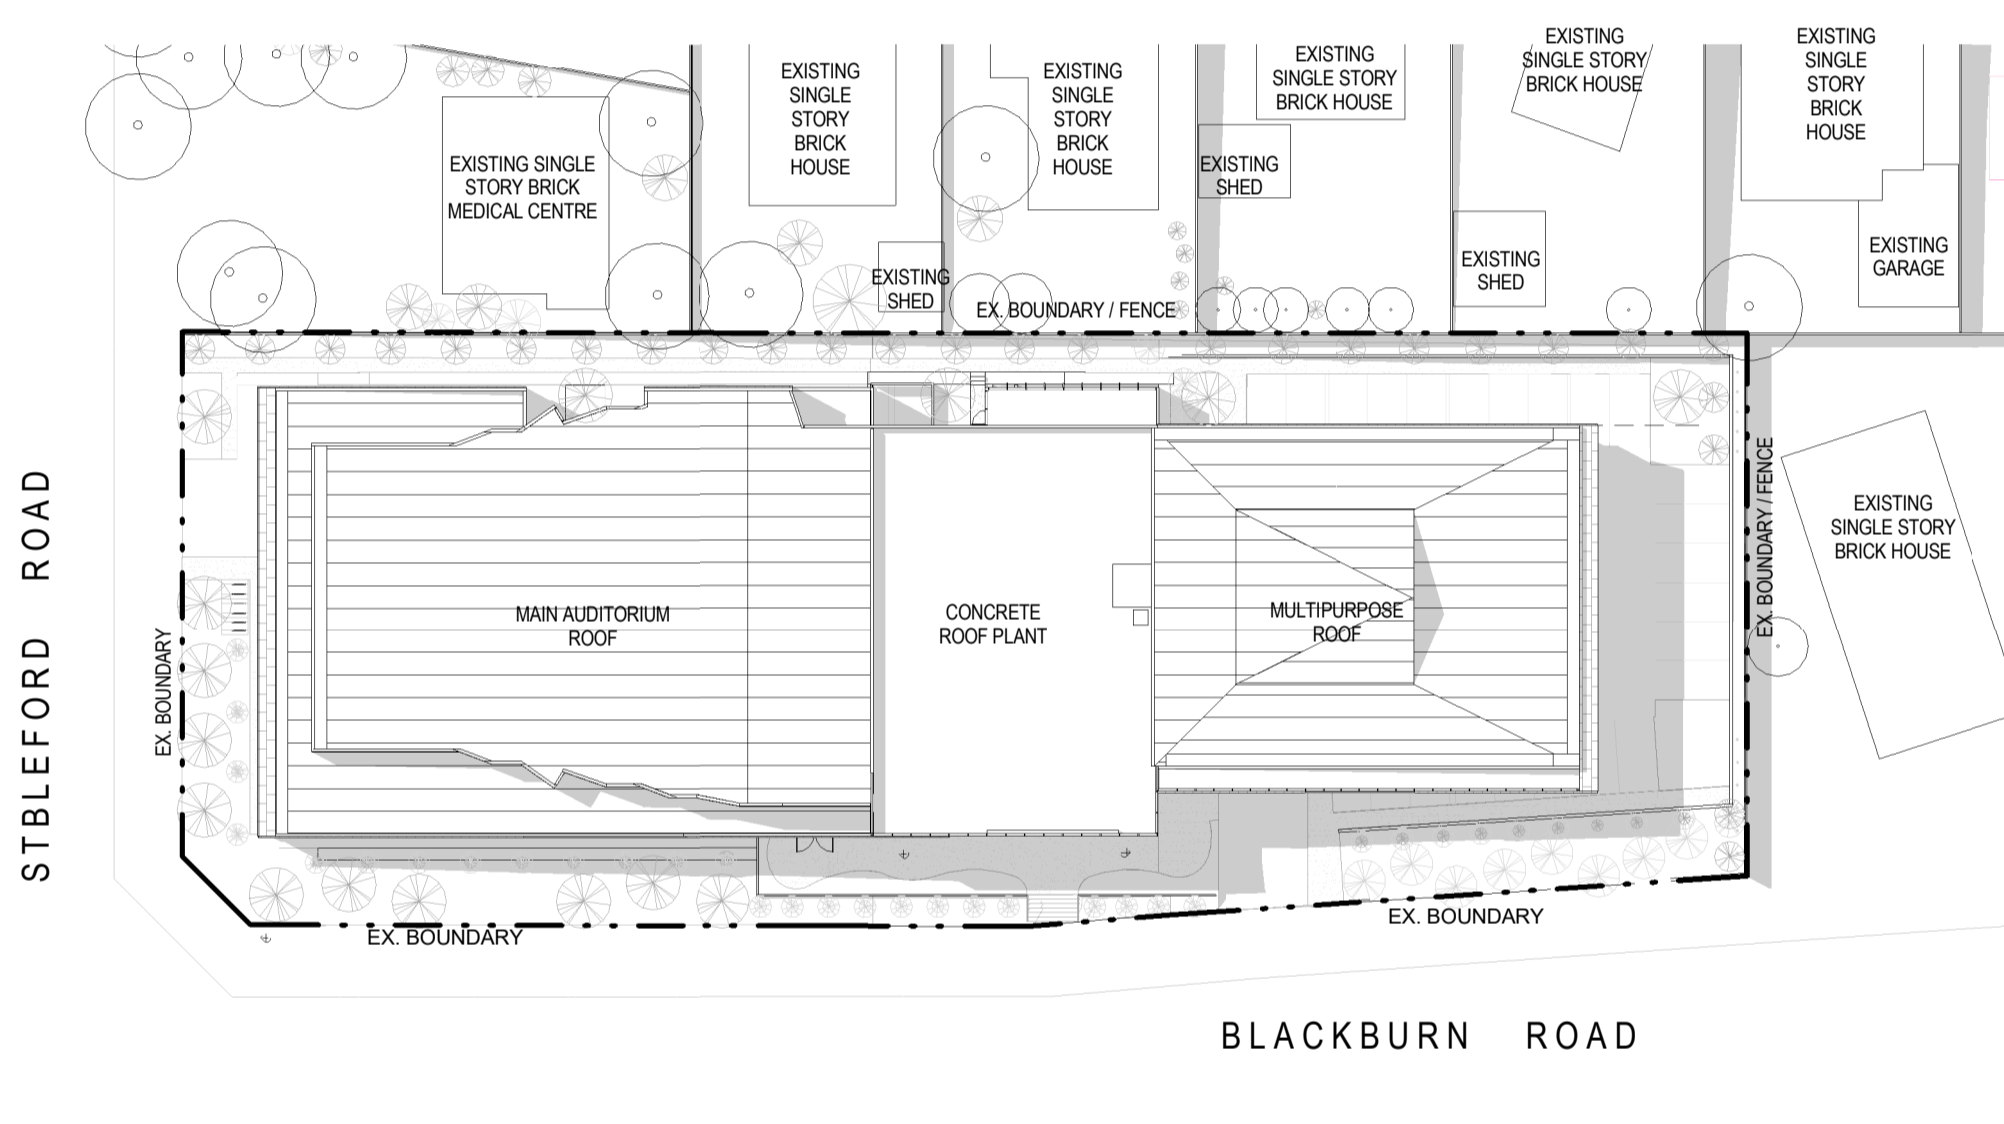 EXISTING
SINGLE
STORY
BRICK
HOUSE
EXISTING
SINGLE
STORY
BRICK
HOUSE
EXISTING
SINGLE STORY
BRICK HOUSE
EXISTING
SINGLE STORY
BRICK HOUSE
EXISTING
SINGLE
STORY
BRICK
HOUSE
EXISTING SINGLE
STORY BRICK
MEDICAL CENTRE
EXISTING
SHED
EXISTING
SHED
EX. BOUNDARY / FENCE
EXISTING
SHED
EXISTING
GARAGE
STBLEFORD ROAD
EX. BOUNDARY
MAIN AUDITORIUM
ROOF
CONCRETE
ROOF PLANT
MULTIPURPOSE
ROOF
EX. BOUNDARY / FENCE
EXISTING
SINGLE STORY
BRICK HOUSE
EX. BOUNDARY
EX. BOUNDARY
BLACKBURN ROAD